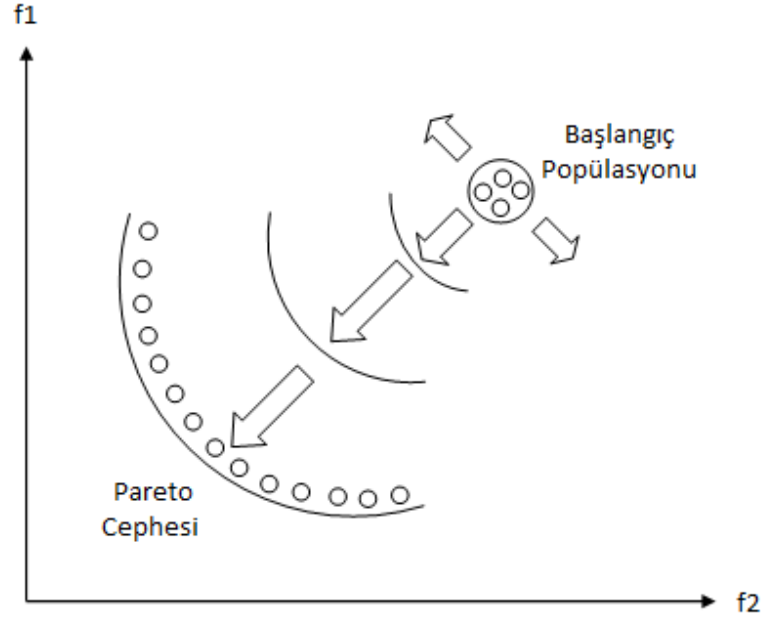 f1
Başlangıç
Popülasyonu
Pareto
Cephesi
f2